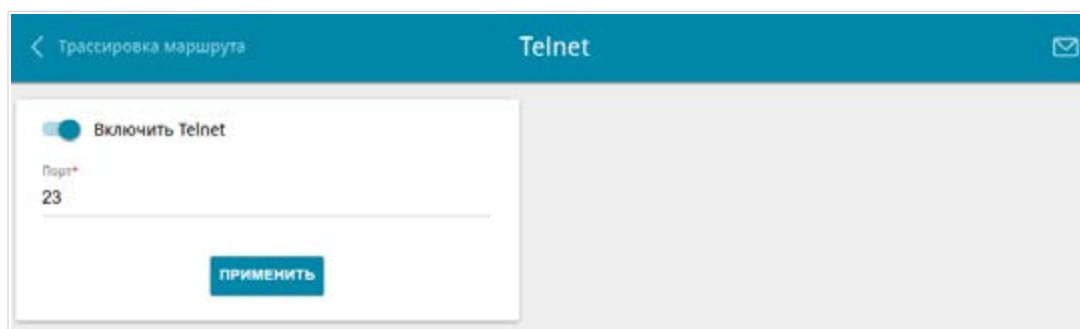 Трассировка маршрута
Telnet
Включить Telnet
Порт*
23
ПРИМЕНИТЬ